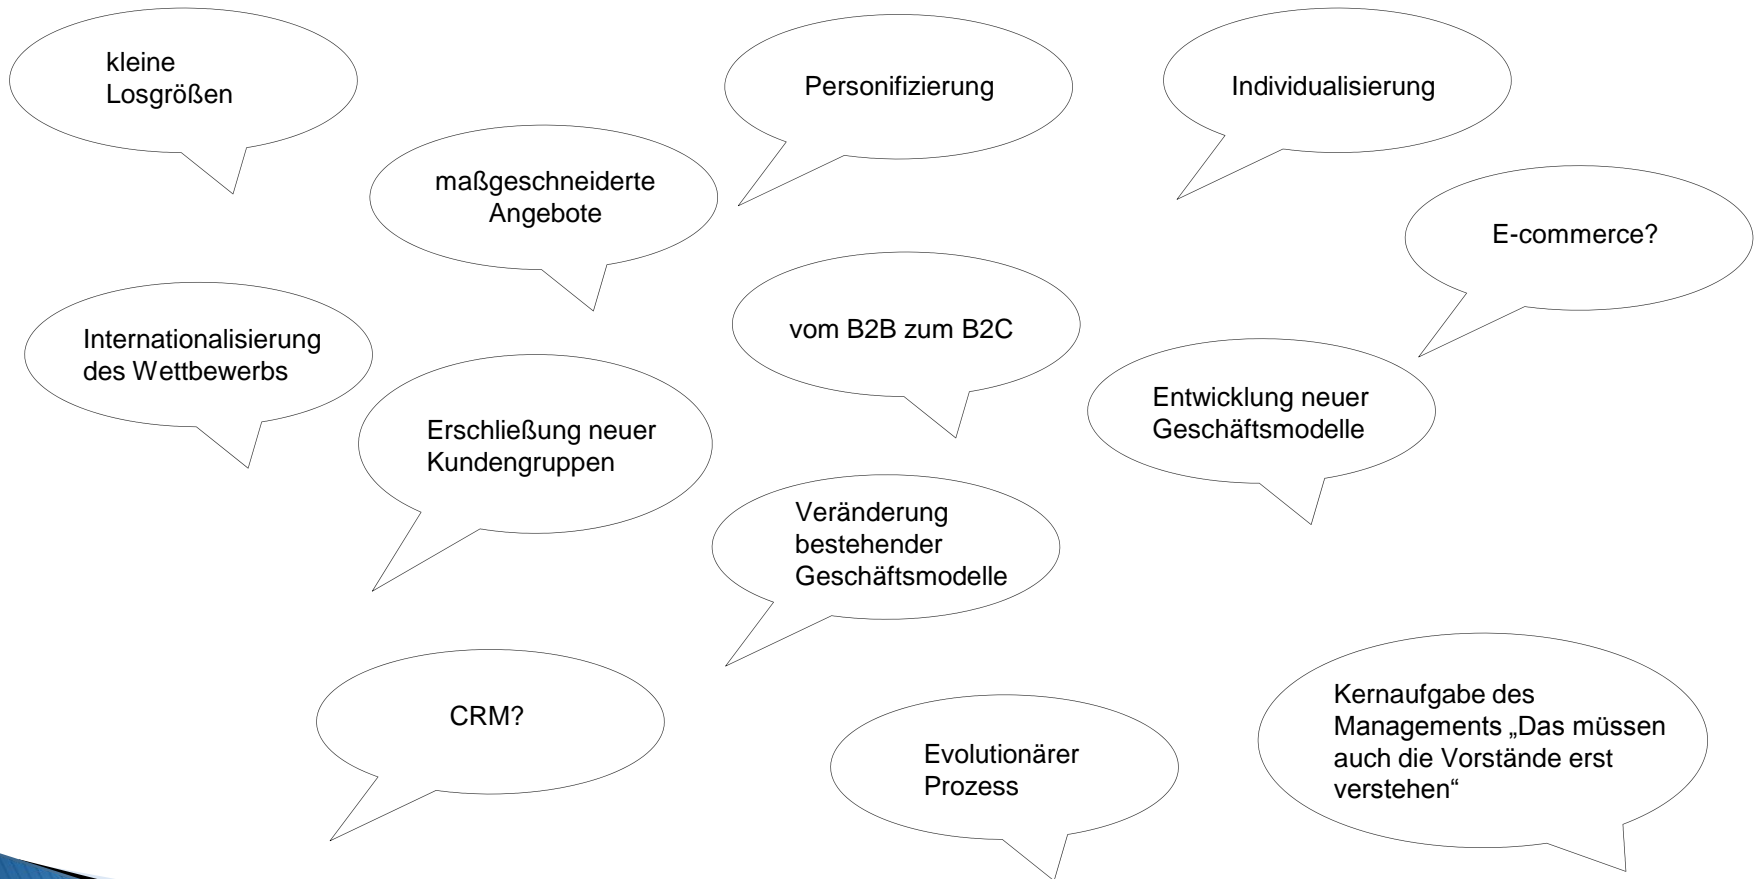 kleine
Losgrößen
Personifizierung
Individualisierung
maßgeschneiderte
Angebote
E-commerce?
Internationalisierung
des Wettbewerbs
vom B2B zum B2C
Erschließung neuer
Kundengruppen
Entwicklung neuer
Geschäftsmodelle
Veränderung
bestehender
Geschäftsmodelle
CRM?
Evolutionärer
Prozess
Kernaufgabe des
Managements „Das müssen
auch die Vorstände erst
verstehen“